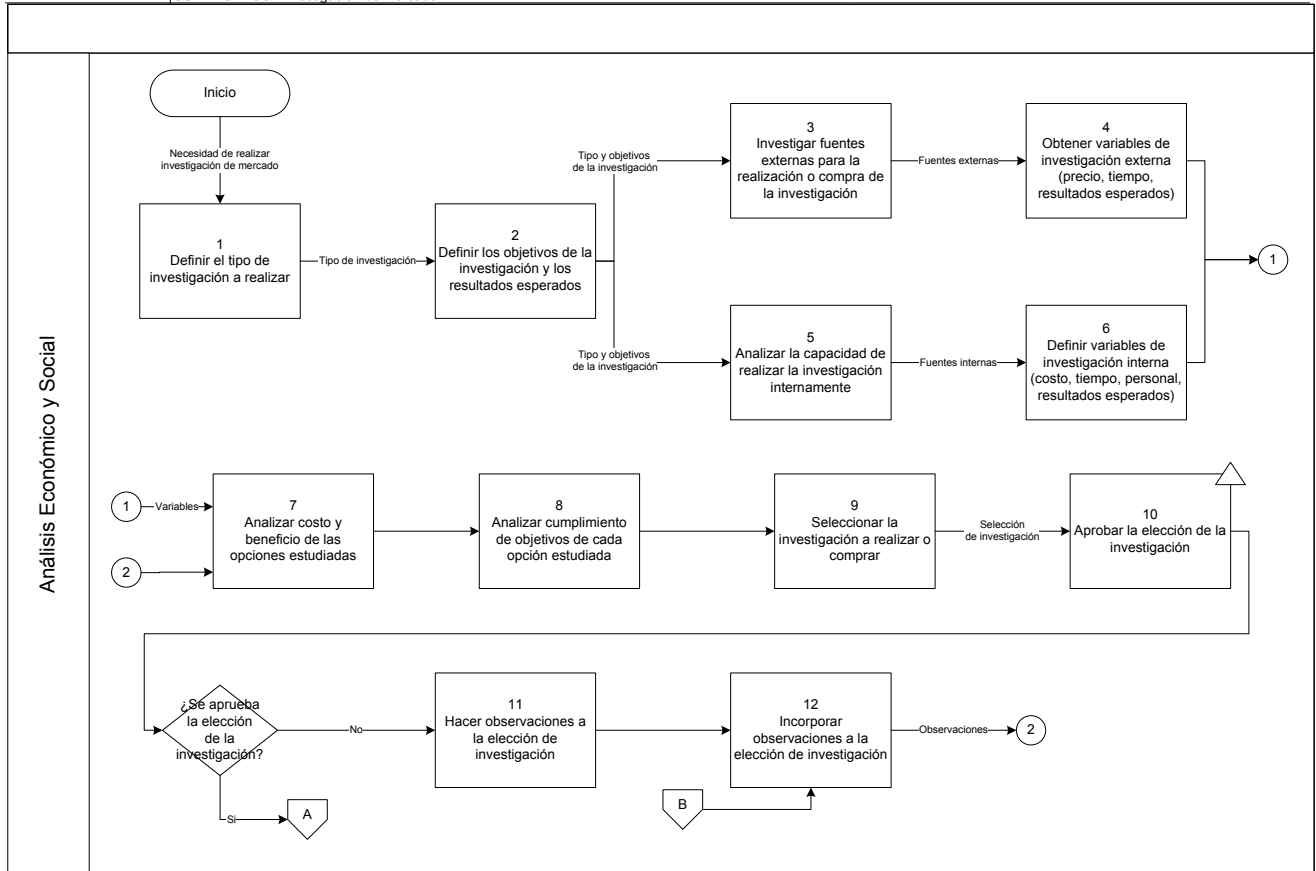 Análisis Económico y Social
Inicio
Necesidad de realizar
investigación de mercado
1
Definir el tipo de
investigación a realizar
Tipo de investigación
2
Definir los objetivos de la
investigación y los
resultados esperados
Tipo y objetivos
de la investigación
3
Investigar fuentes
externas para la
realización o compra de
la investigación
Fuentes externas
4
Obtener variables de
investigación externa
(precio, tiempo,
resultados esperados)
1
Tipo y objetivos
de la investigación
5
Analizar la capacidad de
realizar la investigación
internamente
Fuentes internas
6
Definir variables de
investigación interna
(costo, tiempo, personal,
resultados esperados)
1
Variables
2
7
Analizar costo y
beneficio de las
opciones estudiadas
8
Analizar cumplimiento
de objetivos de cada
opción estudiada
9
Seleccionar la
investigación a realizar o
comprar
Selección
de investigación
10
Aprobar la elección de la
investigación
¿Se aprueba
la elección
de la
investigación?
No
Si
A
11
Hacer observaciones a
la elección de
investigación
12
Incorporar
observaciones a la
elección de investigación
B
Observaciones
2